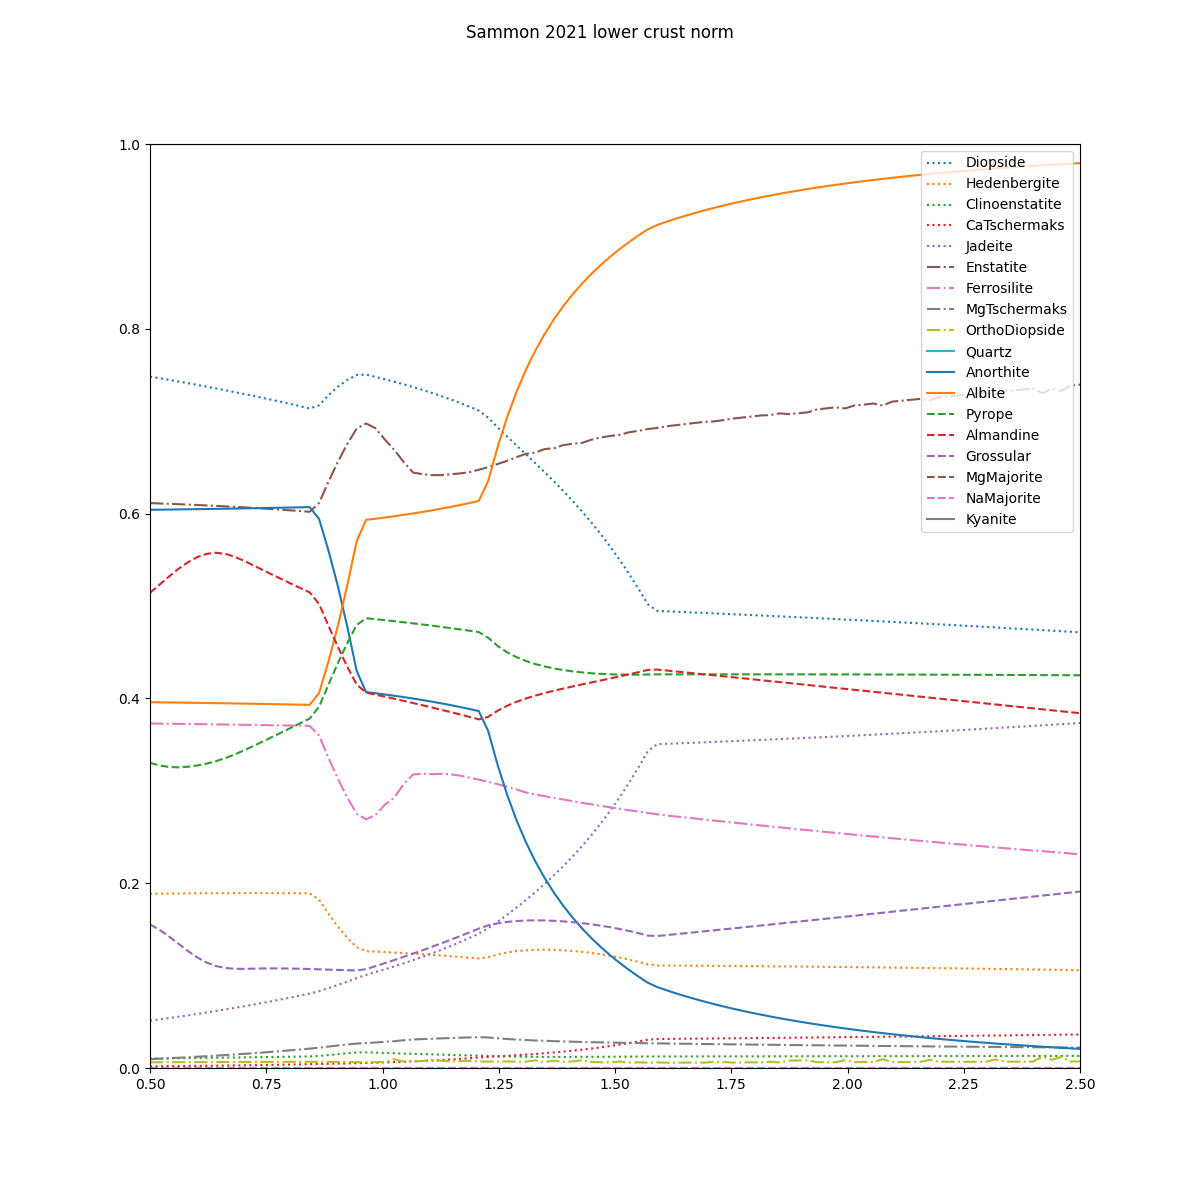 Sammon 2021 lower crust norm
1.0
0.8
0.6
0.4
0.2
0.0
0.50
0.75
1.00
1.25
1.50
1.75
2.00
2.25
2.50
Diopside
Hedenbergite
Clinoenstatite
CaTschermaks
Jadeite
Enstatite
Ferrosilite
MgTschermaks
OrthoDiopside
Quartz
Anorthite
Albite
Pyrope
Almandine
Grossular
MgMajorite
NaMajorite
Kyanite